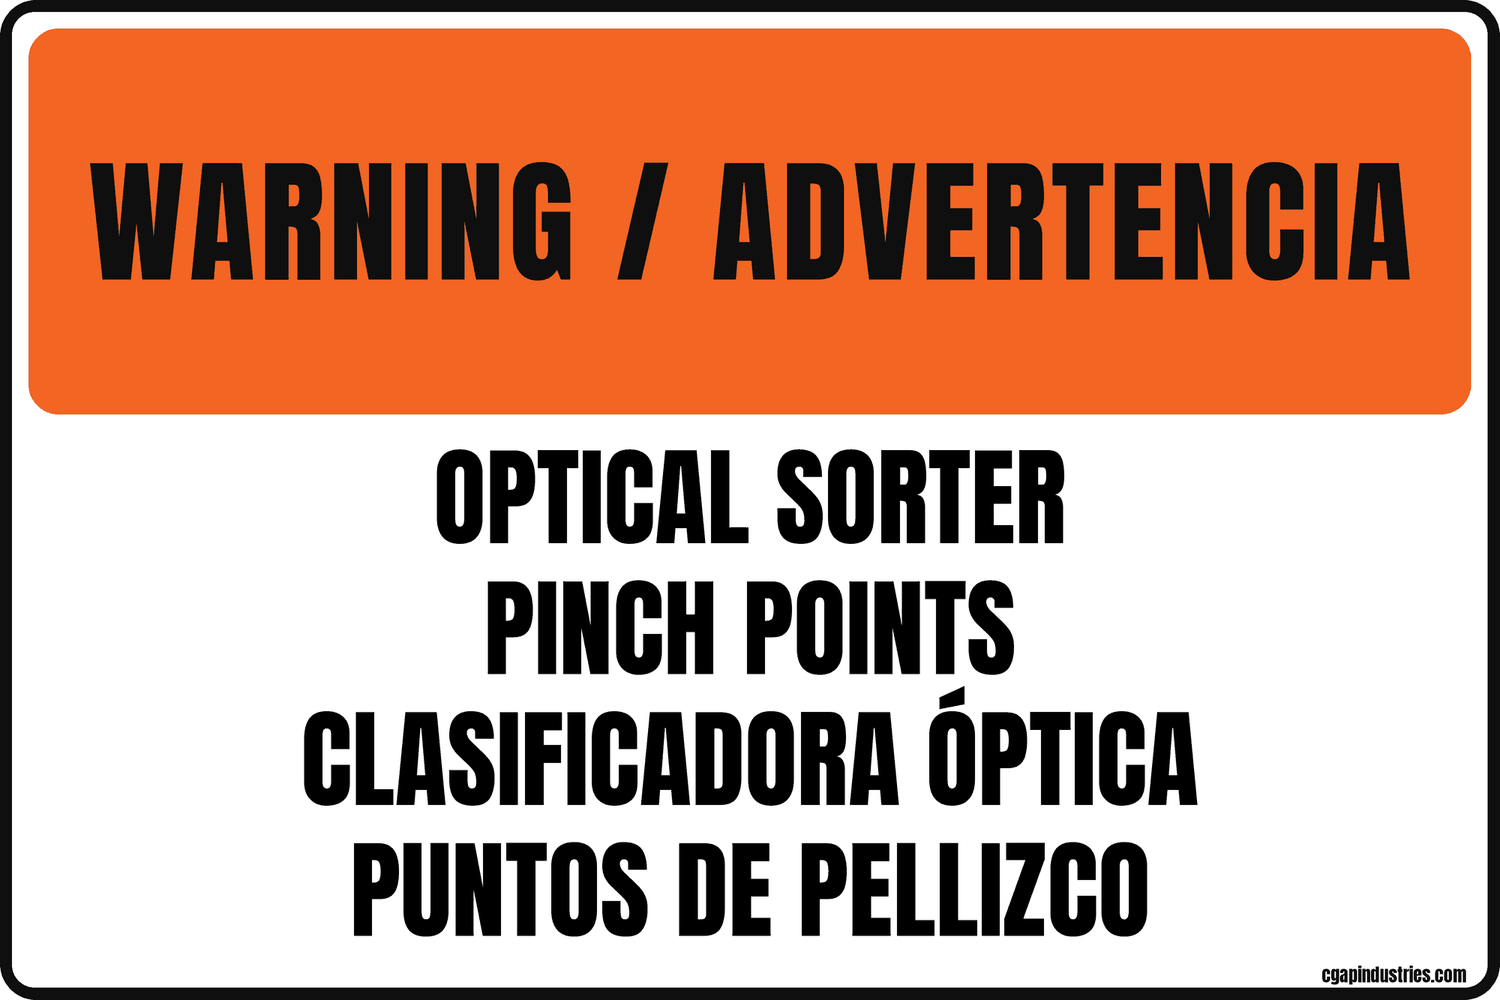 WARNING / ADVERTENCIA
OPTICAL SORTER
PINCH POINTS
CLASIFICADORA ÓPTICA
PUNTOS DE PELLIZCO
cgapindustries.com